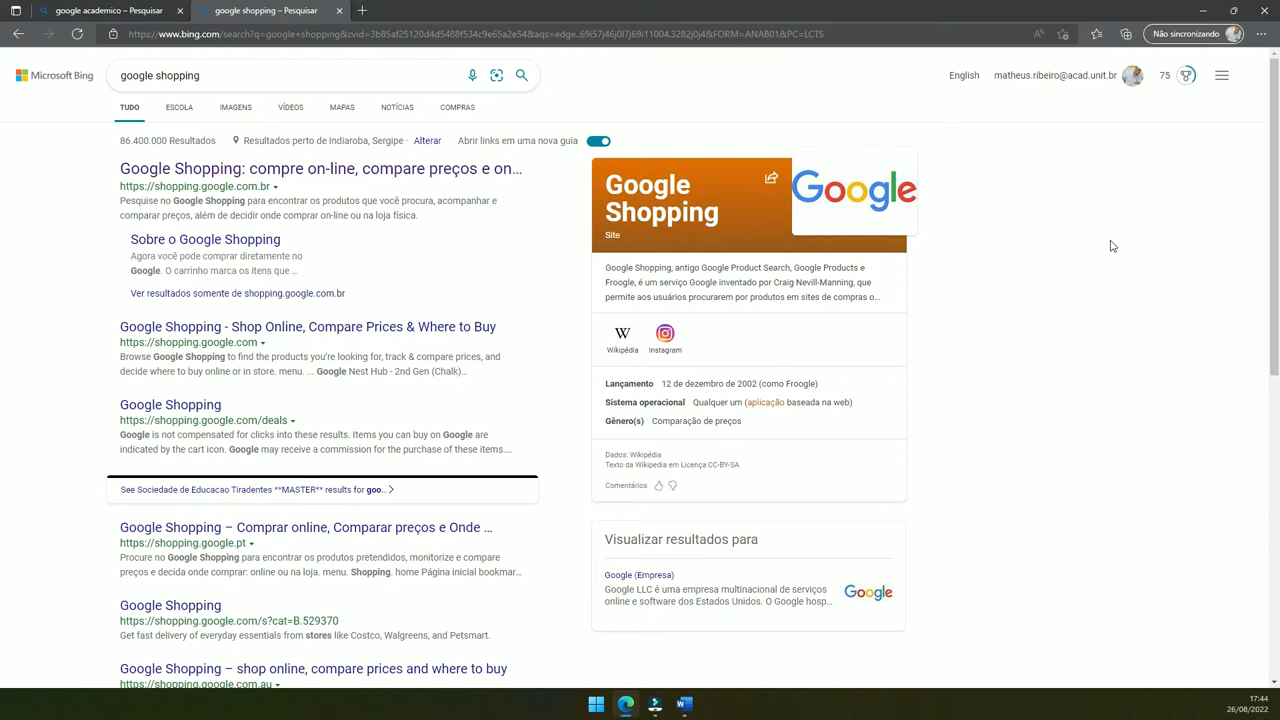 google academico – Pesquisar
google shopping – Pesquisar
https://www.bing.com/search?q=google+shopping&cvid=3b85af25120d4d5488f534c9e65a2e54&aqs=edge..69i57j46j0l7j69i11004.3282j0j4&FORM=ANAB01&PC=LCTS
Não sincronizando
Microsoft Bing
google shopping
English
matheus.ribeiro@acad.unit.br
75
TUDO
ESCOLA
IMAGENS
VÍDEOS
MAPAS
NOTÍCIAS
COMPRAS
86.400.000 Resultados
Resultados perto de Indiaroba, Sergipe · Alterar
Abrir links em uma nova guia
Google Shopping: compre on-line, compare preços e on…
https://shopping.google.com.br
Pesquise no Google Shopping para encontrar os produtos que você procura, acompanhar e
comparar preços, além de decidir onde comprar on-line ou na loja física.
Sobre o Google Shopping
Agora você pode comprar diretamente no
Google. O carrinho marca os itens que …
Ver resultados somente de shopping.google.com.br
Google Shopping - Shop Online, Compare Prices & Where to Buy
https://shopping.google.com
Browse Google Shopping to find the products you're looking for, track & compare prices, and
decide where to buy online or in store. menu. ... Google Nest Hub - 2nd Gen (Chalk)…
Google Shopping
https://shopping.google.com/deals
Google is not compensated for clicks into these results. Items you can buy on Google are
indicated by the cart icon. Google may receive a commission for the purchase of these items.…
See Sociedade de Educacao Tiradentes **MASTER** results for goo…
Google Shopping – Comprar online, Comparar preços e Onde …
https://shopping.google.pt
Procure no Google Shopping para encontrar os produtos pretendidos, monitorize e compare
preços e decida onde comprar: online ou na loja. menu. Shopping. home Página inicial bookmar…
Google Shopping
https://shopping.google.com/s?cat=B.529370
Get fast delivery of everyday essentials from stores like Costco, Walgreens, and Petsmart.
Google Shopping – shop online, compare prices and where to buy
https://shopping.google.com.au
Google
Shopping
Site
Google
Google Shopping, antigo Google Product Search, Google Products e
Froogle, é um serviço Google inventado por Craig Nevill-Manning, que
permite aos usuários procurarem por produtos em sites de compras o…
W
Wikipédia
Instagram
Lançamento 12 de dezembro de 2002 (como Froogle)
Sistema operacional Qualquer um (aplicação baseada na web)
Gênero(s) Comparação de preços
Dados: Wikipédia
Texto da Wikipedia em Licença CC-BY-SA
Comentários
Visualizar resultados para
Google (Empresa)
Google LLC é uma empresa multinacional de serviços
online e software dos Estados Unidos. O Google hosp…
Google
17:44
26/08/2022